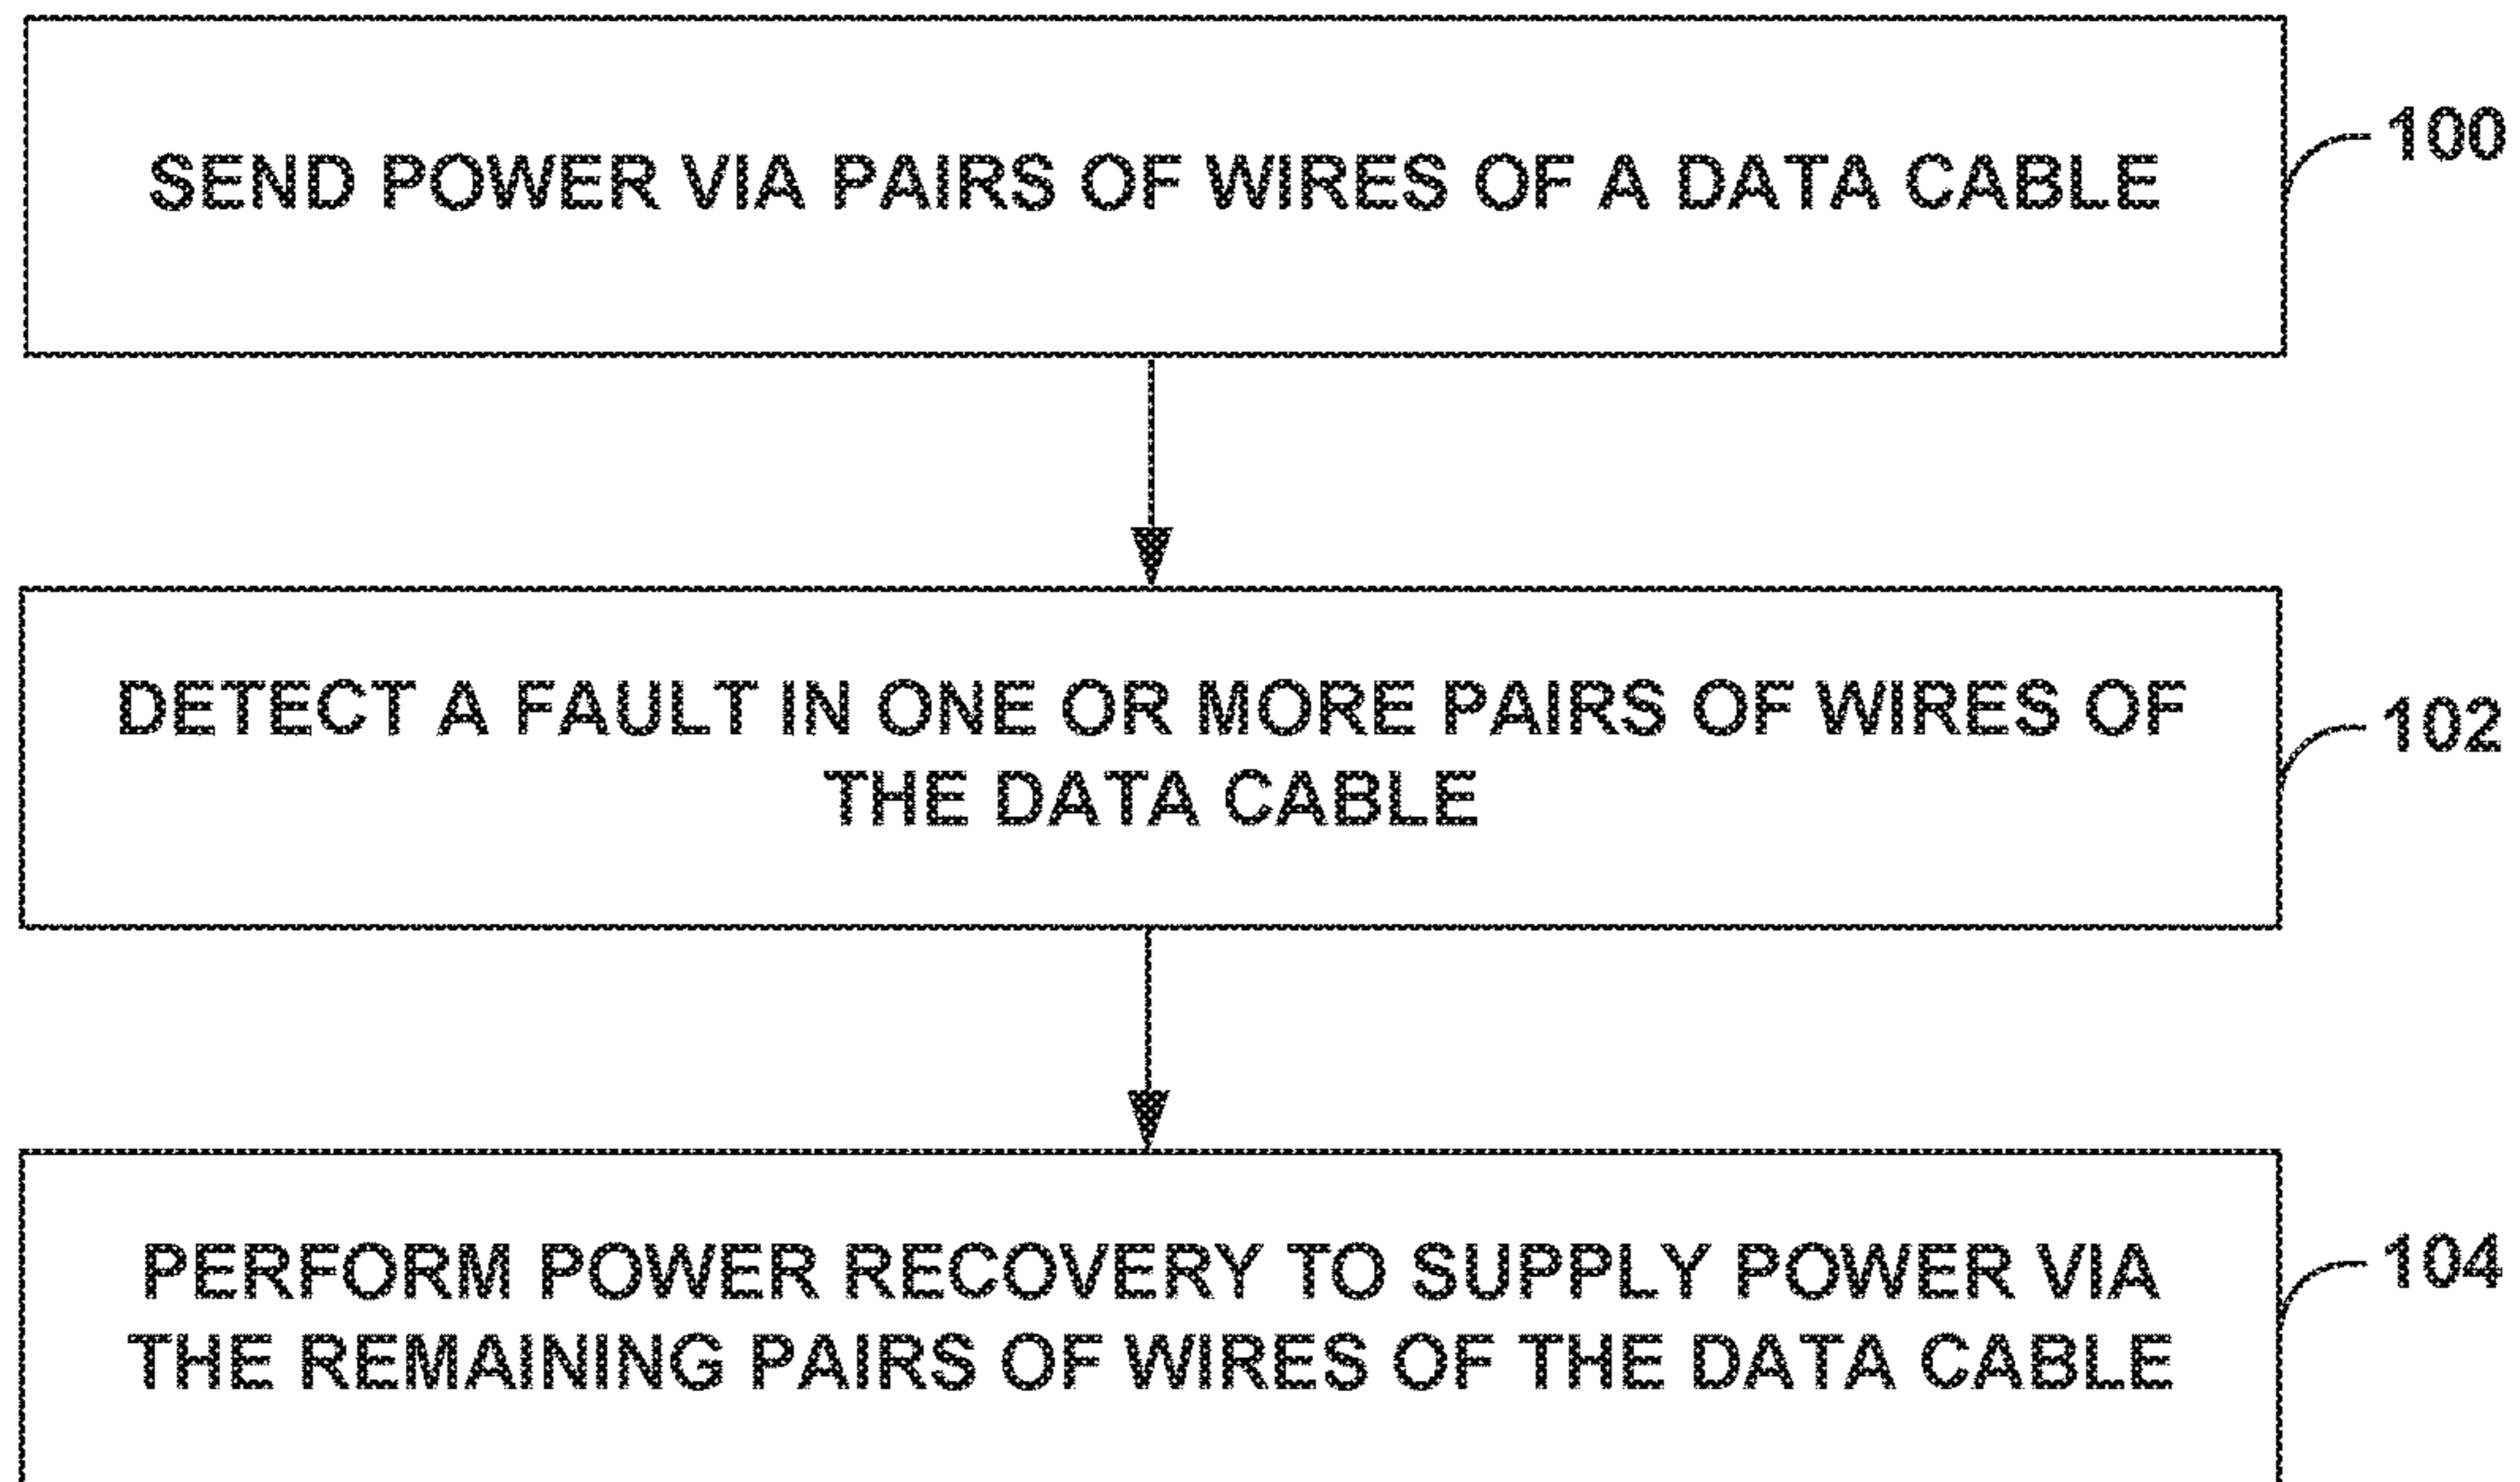 SEND POWER VIA PAIRS OF WIRES OF A DATA CABLE
100
DETECT A FAULT IN ONE OR MORE PAIRS OF WIRES OF
THE DATA CABLE
102
PERFORM POWER RECOVERY TO SUPPLY POWER VIA
THE REMAINING PAIRS OF WIRES OF THE DATA CABLE
104